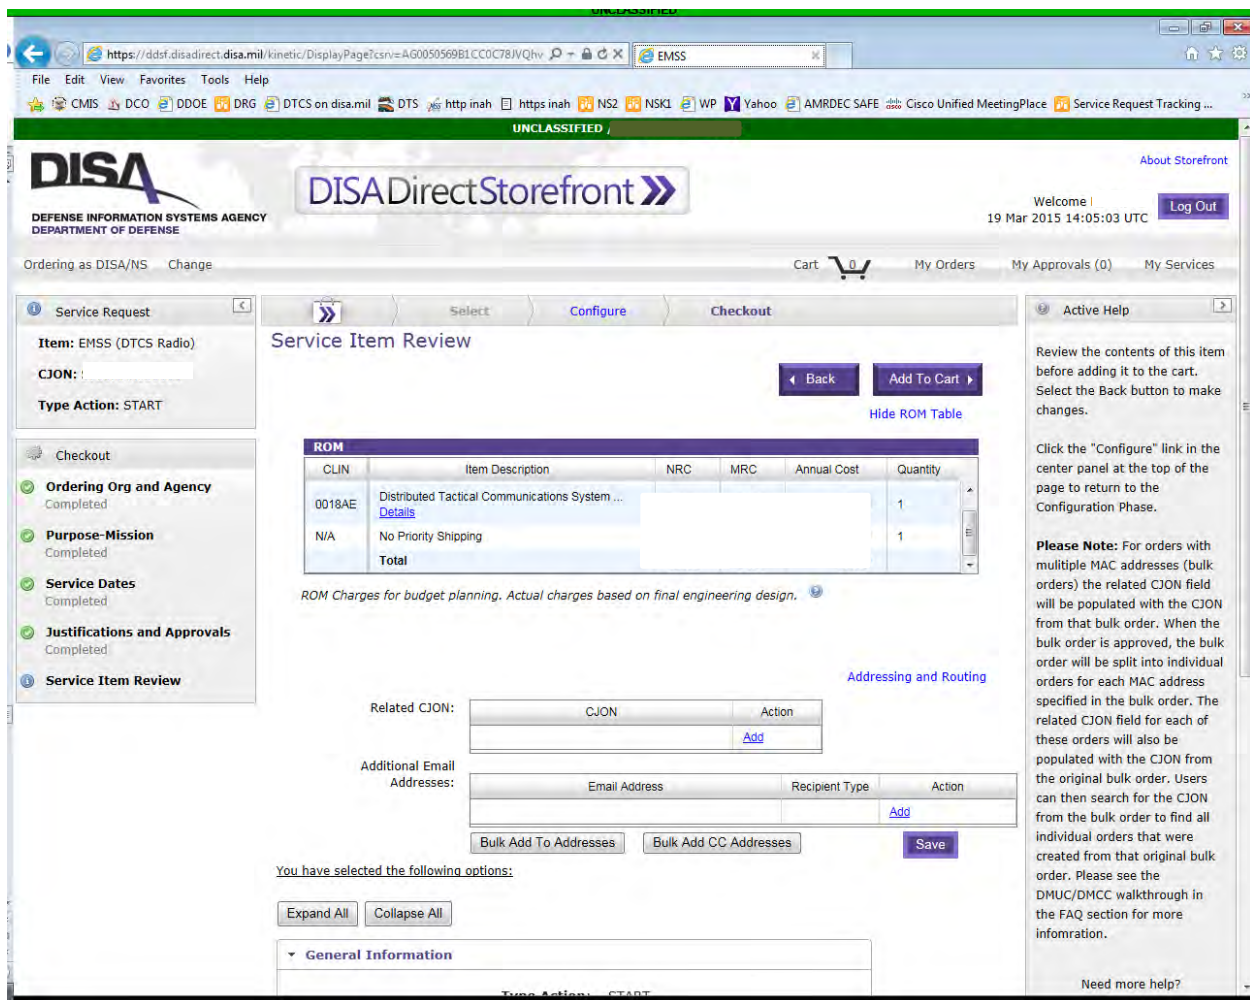 UNCLASSIFIED
https://ddsf.disadirect.disa.mil/kinetic/DisplayPage?csrv=AG0050569B1CC0C78JVQhv
EMSS
File Edit View Favorites Tools Help
CMIS DCO DDOE DRG DTCS on disa.mil DTS http inah https inah NS2 NSK1 WP Yahoo AMRDEC SAFE Cisco Unified MeetingPlace Service Request Tracking ...
UNCLASSIFIED /
About Storefront
DISA
DISADirectStorefront
DEFENSE INFORMATION SYSTEMS AGENCY
DEPARTMENT OF DEFENSE
Welcome
19 Mar 2015 14:05:03 UTC
Log Out
Ordering as DISA/NS Change
Cart 0 My Orders My Approvals (0) My Services
Service Request
Item: EMSS (DTCS Radio)
CJON:
Type Action: START
Checkout
Ordering Org and Agency
Completed
Purpose-Mission
Completed
Service Dates
Completed
Justifications and Approvals
Completed
Service Item Review
Select Configure Checkout
Service Item Review
Back Add To Cart
Hide ROM Table
ROM
CLIN Item Description NRC MRC Annual Cost Quantity
0018AE Distributed Tactical Communications System ... 1
Details
N/A No Priority Shipping 1
Total
ROM Charges for budget planning. Actual charges based on final engineering design.
Addressing and Routing
Related CJON:
CJON Action
Add
Additional Email
Addresses:
Email Address Recipient Type Action
Add
Bulk Add To Addresses Bulk Add CC Addresses Save
You have selected the following options:
Expand All Collapse All
General Information
Type Action: START
Active Help
Review the contents of this item
before adding it to the cart.
Select the Back button to make
changes.
Click the "Configure" link in the
center panel at the top of the
page to return to the
Configuration Phase.
Please Note: For orders with
mulitiple MAC addresses (bulk
orders) the related CJON field
will be populated with the CJON
from that bulk order. When the
bulk order is approved, the bulk
order will be split into individual
orders for each MAC address
specified in the bulk order. The
related CJON field for each of
these orders will also be
populated with the CJON from
the original bulk order. Users
can then search for the CJON
from the bulk order to find all
individual orders that were
created from that original bulk
order. Please see the
DMUC/DMCC walkthrough in
the FAQ section for more
infomration.
Need more help?